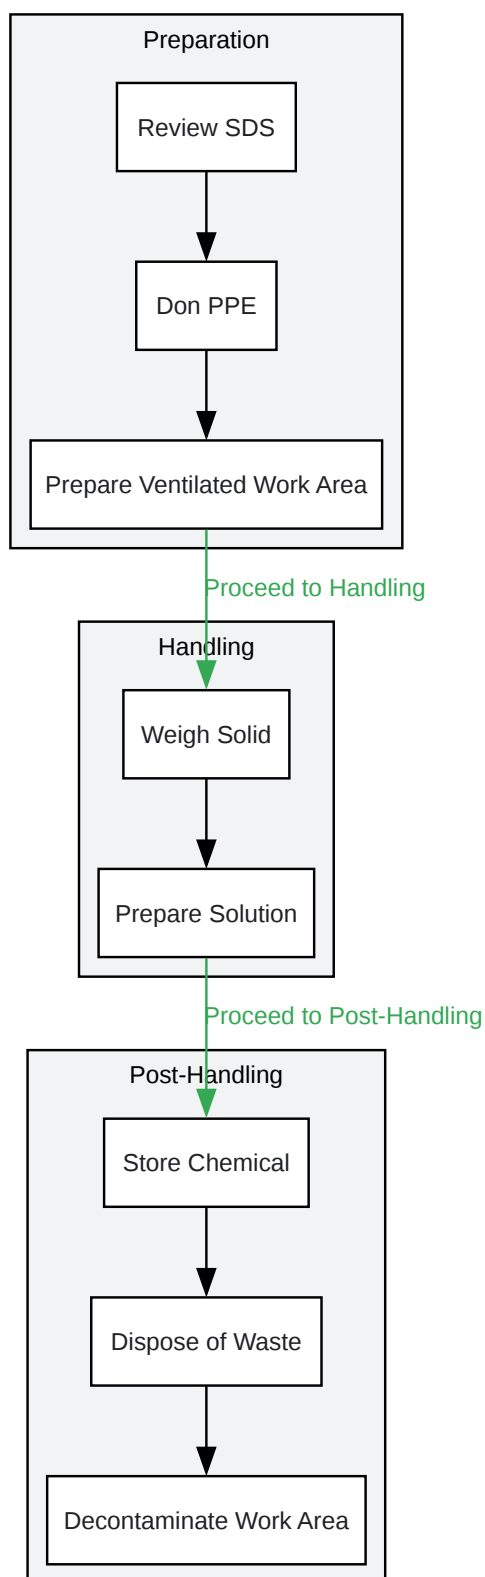 Preparation
Review SDS
Don PPE
Prepare Ventilated Work Area
Proceed to Handling
Handling
Weigh Solid
Prepare Solution
Proceed to Post-Handling
Post-Handling
Store Chemical
Dispose of Waste
Decontaminate Work Area